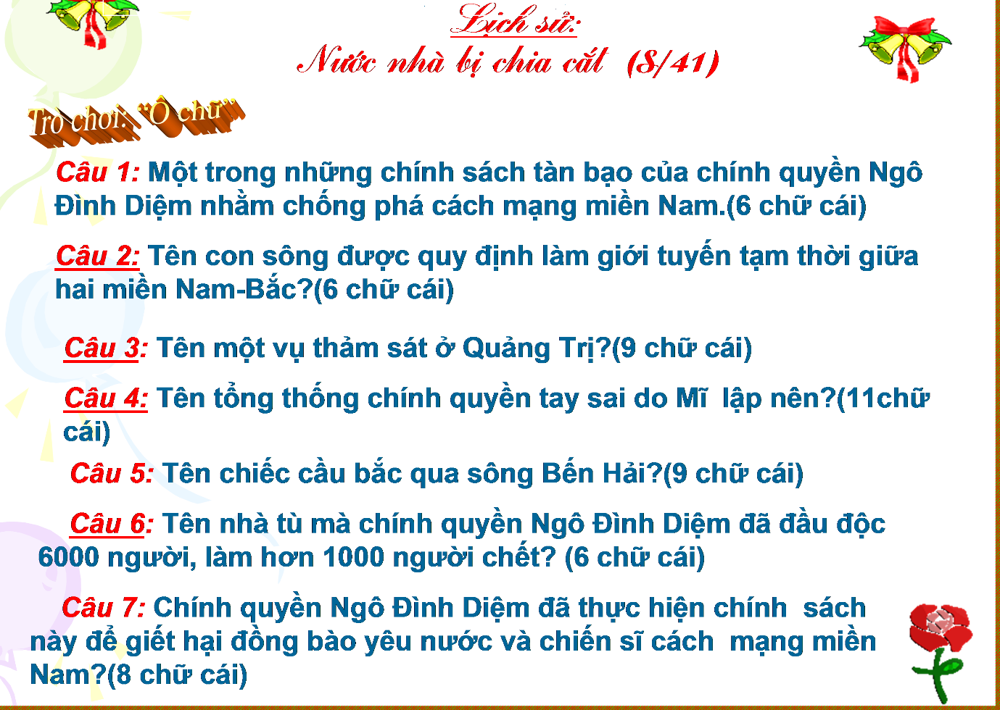 Lịch sử:
Nước nhà bị chia cắt (S/41)
Trò chơi: “Ô chữ”
Câu 1: Một trong những chính sách tàn bạo của chính quyền Ngô
Đình Diệm nhằm chống phá cách mạng miền Nam.(6 chữ cái)
Câu 2: Tên con sông được quy định làm giới tuyến tạm thời giữa
hai miền Nam-Bắc?(6 chữ cái)
Câu 3: Tên một vụ thảm sát ở Quảng Trị?(9 chữ cái)
Câu 4: Tên tổng thống chính quyền tay sai do Mĩ lập nên?(11chữ
cái)
Câu 5: Tên chiếc cầu bắc qua sông Bến Hải?(9 chữ cái)
Câu 6: Tên nhà tù mà chính quyền Ngô Đình Diệm đã đầu độc
6000 người, làm hơn 1000 người chết? (6 chữ cái)
Câu 7: Chính quyền Ngô Đình Diệm đã thực hiện chính sách
này để giết hại đồng bào yêu nước và chiến sĩ cách mạng miền
Nam?(8 chữ cái)